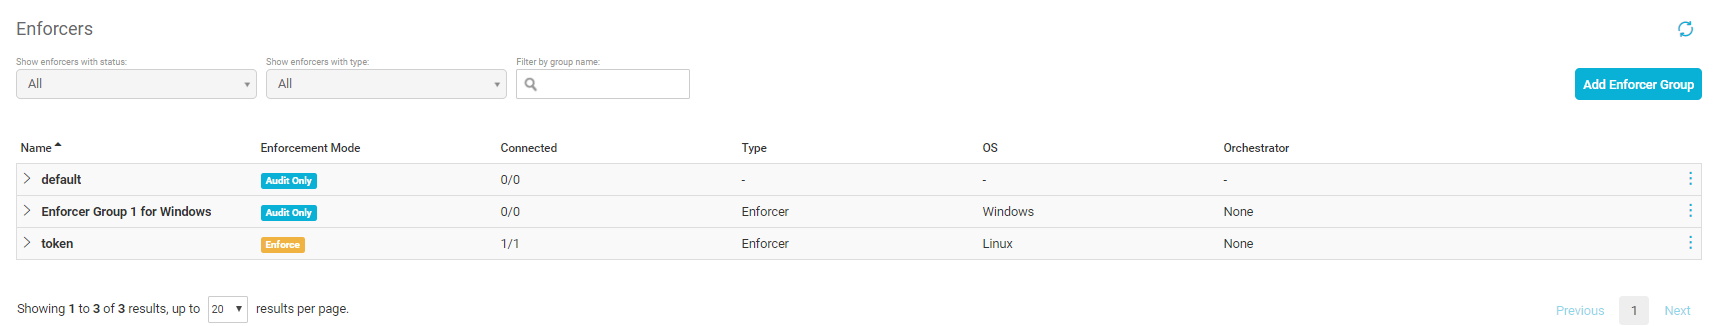 Enforcers
Show enforcers with status: Show enforcers with type: Filter by group name:
All All
Add Enforcer Group
Name Enforcement Mode Connected Type OS Orchestrator
default Audit Only 0/0 - - -
Enforcer Group 1 for Windows Audit Only 0/0 Enforcer Windows None
token Enforce 1/1 Enforcer Linux None
Showing 1 to 3 of 3 results, up to 20 results per page. Previous 1 Next